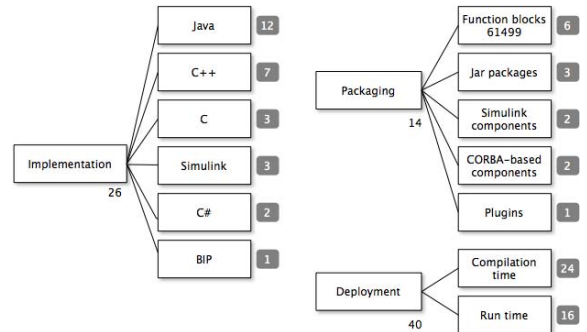 Java
12
C++
7
C
3
Implementation
26
Simulink
3
C#
2
BIP
1
Function blocks
61499
6
Jar packages
3
Packaging
14
Simulink
components
2
CORBA-based
components
2
Plugins
1
Compilation
time
24
Deployment
40
Run time
16